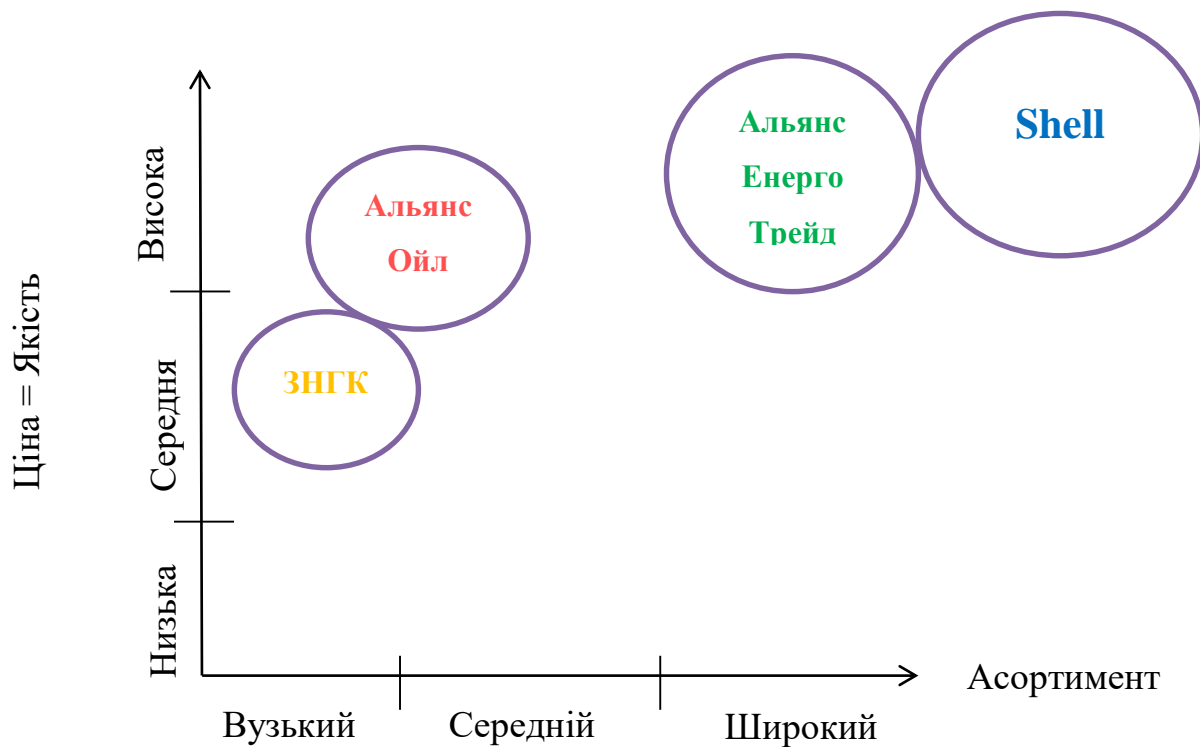 Ціна = Якість
Висока
Середня
Низька
Альянс
Ойл
ЗНГК
Альянс
Енерго
Трейд
Shell
Вузький
Середній
Широкий
Асортимент